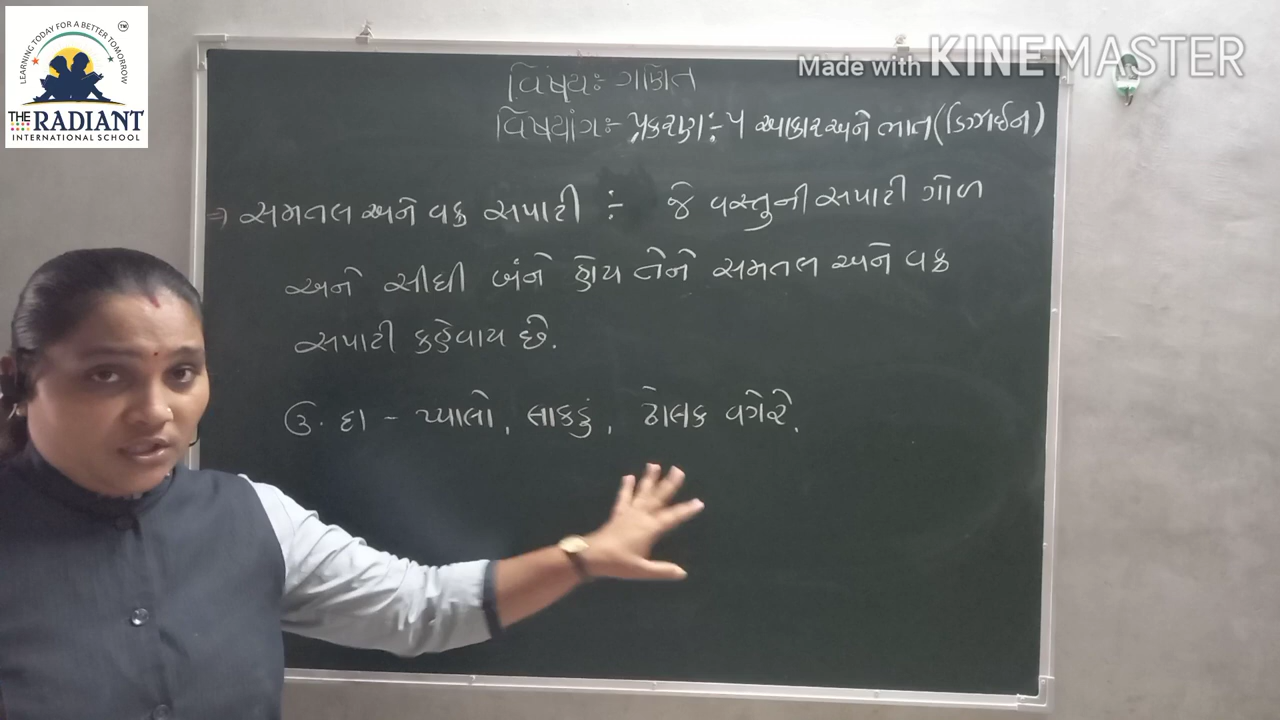 LEARNING TODAY FOR A BETTER TOMORROW
TM
THE RADIANT
INTERNATIONAL SCHOOL
Made with KINEMASTER
વિષયઃ ગણિત
વિષયાંગઃ પ્રકરણ ઃ- ૫ આકાર અને ભાત (ડિઝાઈન)
⇒ સમતલ અને વક્ર સપાટી ઃ- જે વસ્તુની સપાટી ગોળ
અને સીધી બંને હોય તેને સમતલ અને વક્ર
સપાટી કહેવાય છે.
ઉ.દા - પ્યાલો, લાકડું, ઢોલક વગેરે.